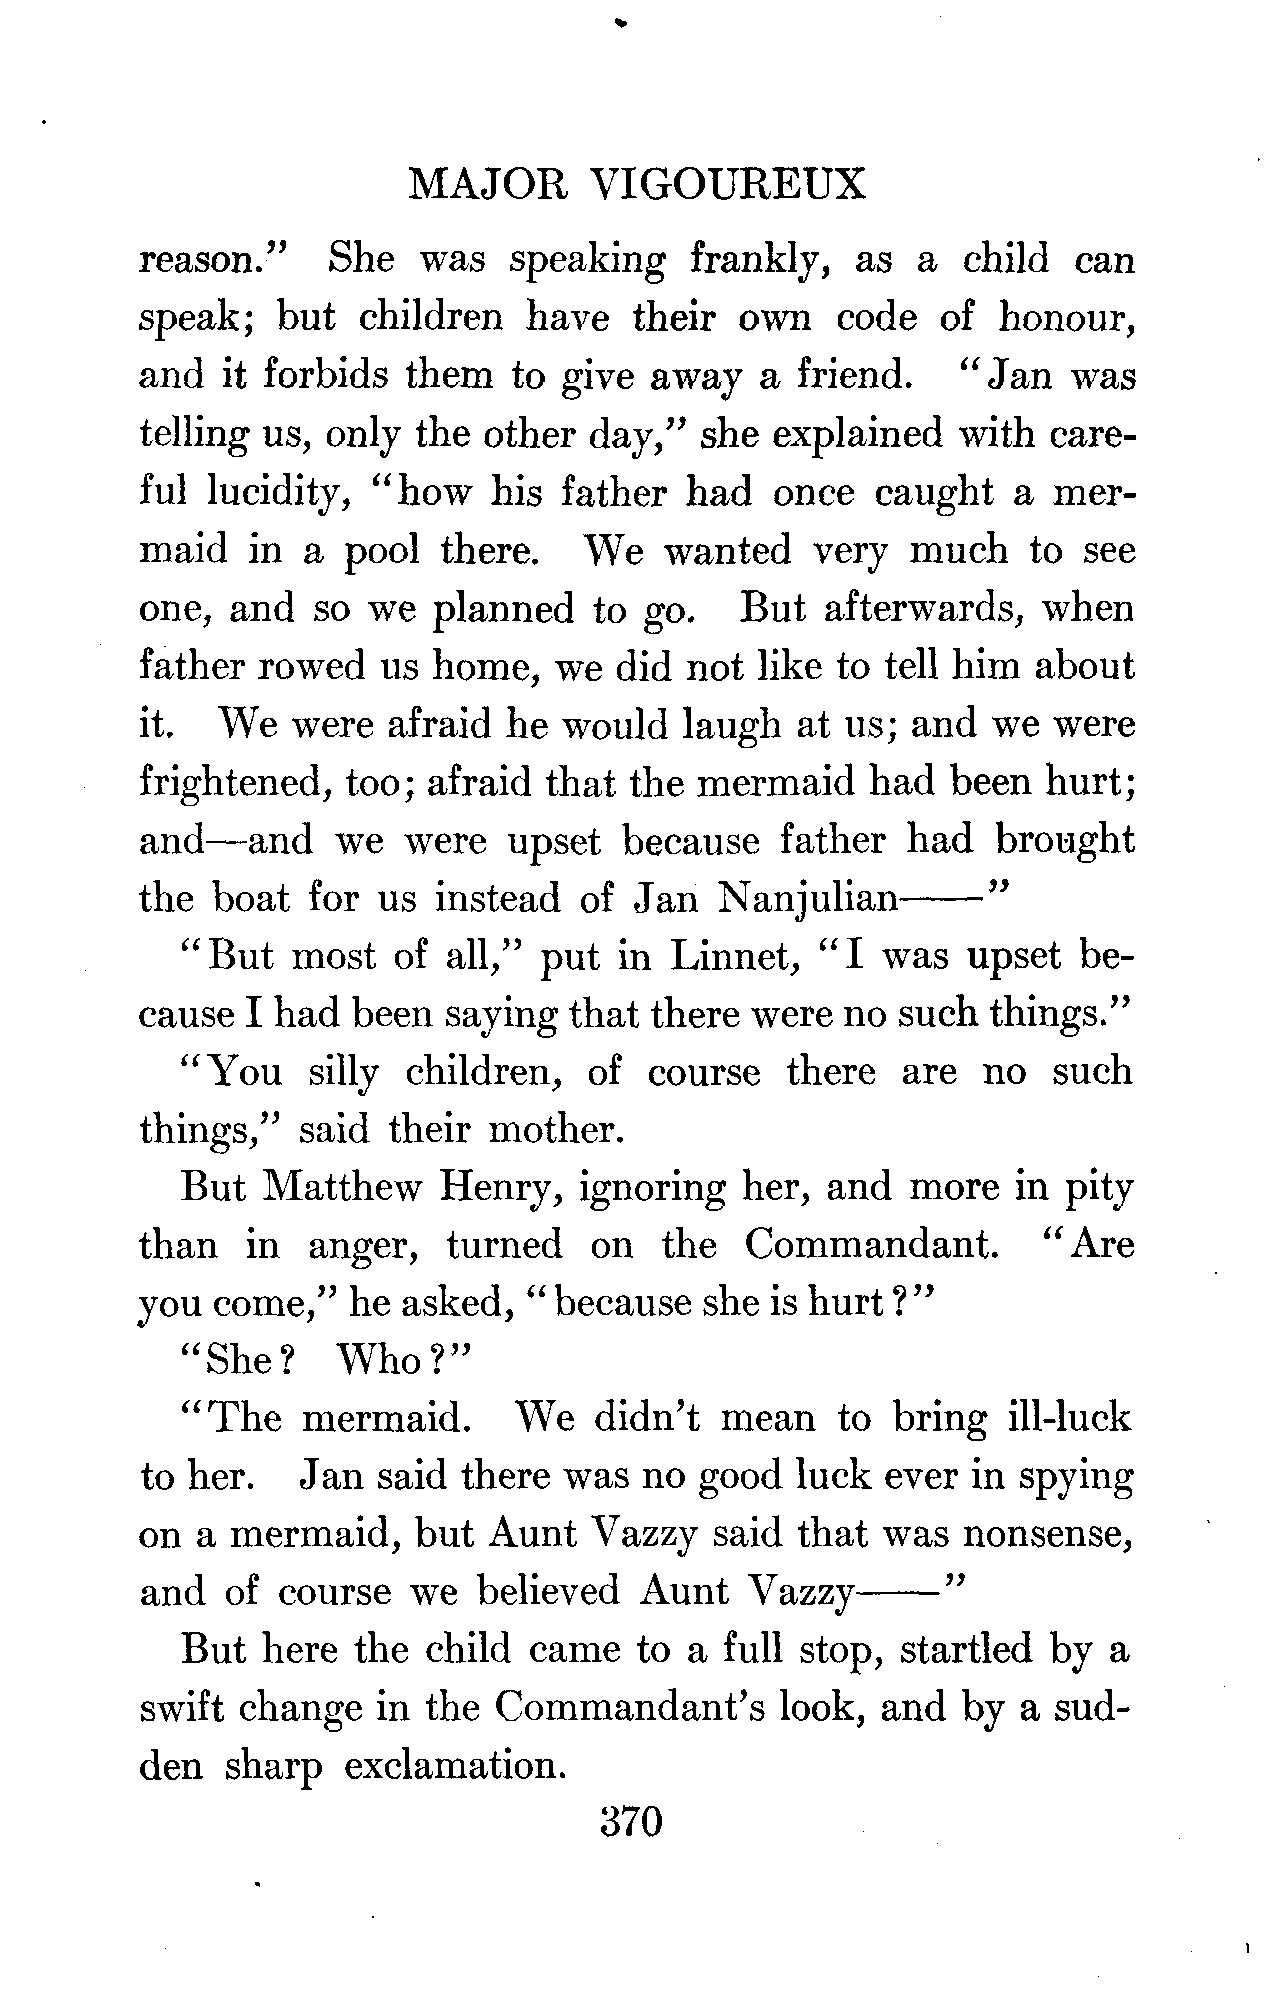 MAJOR VIGOUREUX
reason." She was speaking frankly, as a child can
speak; but children have their own code of honour,
and it forbids them to give away a friend. "Jan was
telling us, only the other day," she explained with care-
ful lucidity, "how his father had once caught a mer-
maid in a pool there. We wanted very much to see
one, and so we planned to go. But afterwards, when
father rowed us home, we did not like to tell him about
it. We were afraid he would laugh at us; and we were
frightened, too; afraid that the mermaid had been hurt;
and—and we were upset because father had brought
the boat for us instead of Jan Nanjulian——"
"But most of all," put in Linnet, "I was upset be-
cause I had been saying that there were no such things."
"You silly children, of course there are no such
things," said their mother.
But Matthew Henry, ignoring her, and more in pity
than in anger, turned on the Commandant. "Are
you come," he asked, "because she is hurt?"
"She? Who?"
"The mermaid. We didn't mean to bring ill-luck
to her. Jan said there was no good luck ever in spying
on a mermaid, but Aunt Vazzy said that was nonsense,
and of course we believed Aunt Vazzy——"
But here the child came to a full stop, startled by a
swift change in the Commandant's look, and by a sud-
den sharp exclamation.
370